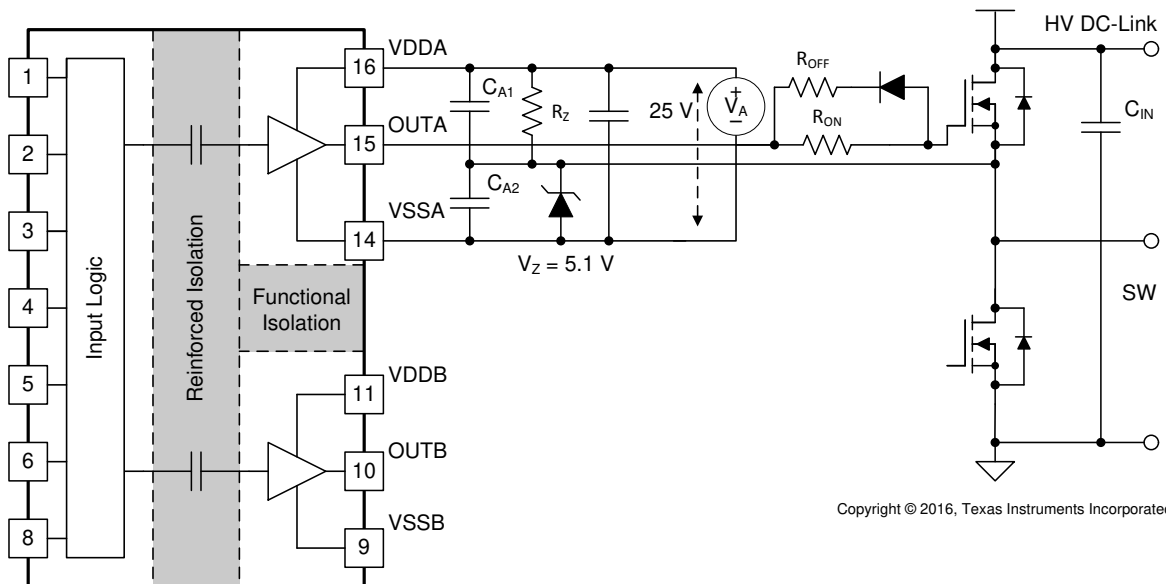 HV DC-Link
VDDA
16
1
CA1
RZ
25 V
+
VA
−
ROFF
RON
CIN
OUTA
15
2
CA2
VSSA
14
3
VZ = 5.1 V
SW
Input Logic
Reinforced Isolation
Functional
Isolation
4
VDDB
11
5
OUTB
10
6
VSSB
9
8
Copyright © 2016, Texas Instruments Incorporated